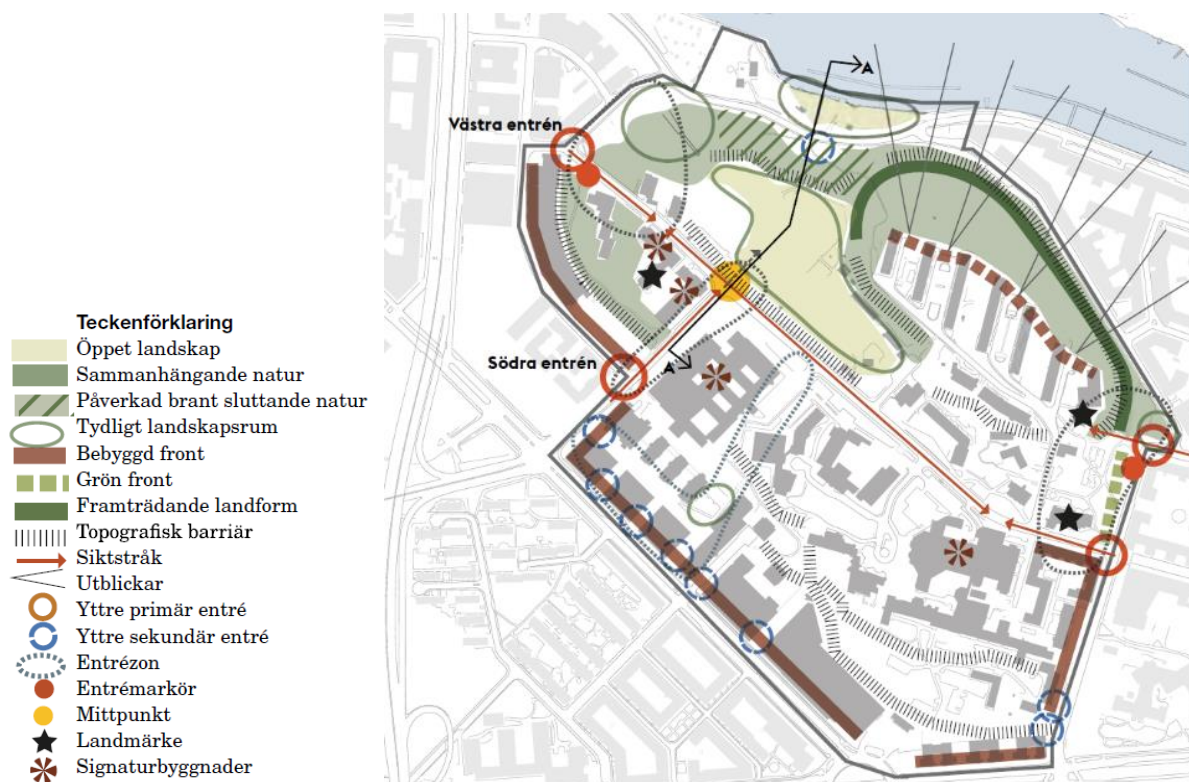 A
Västra entrén
Södra entrén
A
Teckenförklaring
Öppet landskap
Sammanhängande natur
Påverkad brant sluttande natur
Tydligt landskapsrum
Bebyggd front
Grön front
Framträdande landform
Topografisk barriär
Siktstråk
Utblickar
Yttre primär entré
Yttre sekundär entré
Entrézon
Entrémarkör
Mittpunkt
Landmärke
Signaturbyggnader